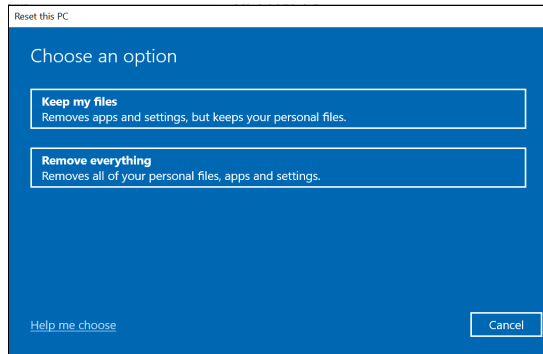 Reset this PC
Choose an option
Keep my files
Removes apps and settings, but keeps your personal files.
Remove everything
Removes all of your personal files, apps and settings.
Help me choose
Cancel